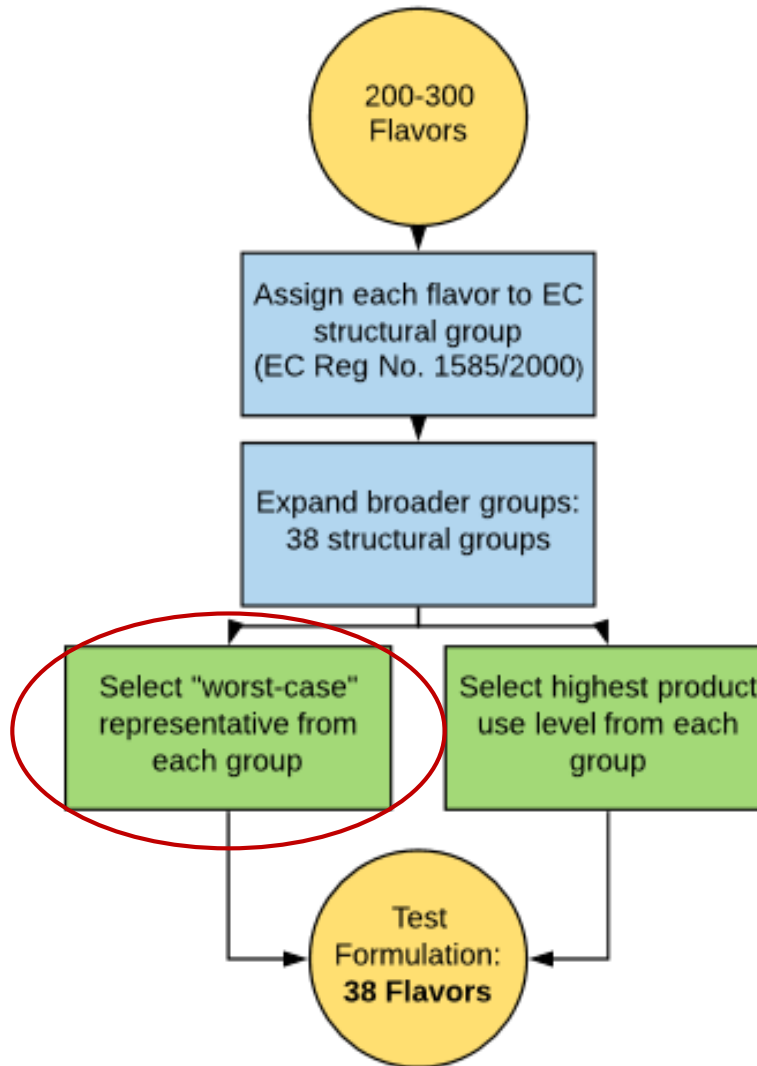 200-300
Flavors
Assign each flavor to EC
structural group
(EC Reg No. 1585/2000)
Expand broader groups:
38 structural groups
Select "worst-case"
representative from
each group
Select highest product
use level from each
group
Test
Formulation:
38 Flavors